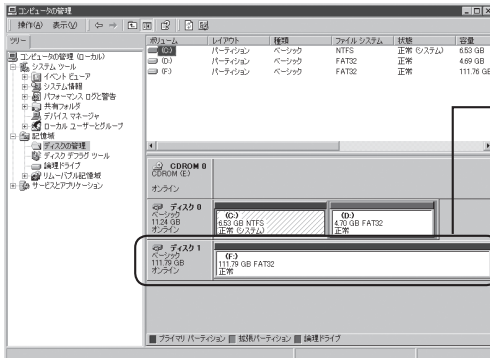 コンピュータの管理
操作(A) 表示(V)
ツリー
コンピュータの管理 (ローカル)
システム ツール
イベント ビューア
システム情報
パフォーマンス ログと警告
共有フォルダ
デバイス マネージャ
ローカル ユーザーとグループ
記憶域
ディスクの管理
ディスク デフラグ ツール
論理ドライブ
リムーバブル記憶域
サービスとアプリケーション
ボリューム レイアウト 種類 ファイル システム 状態 容量
(C:) パーティション ベーシック NTFS 正常 (システム) 6.53 GB
(D:) パーティション ベーシック FAT32 正常 4.69 GB
(F:) パーティション ベーシック FAT32 正常 111.76 GB
CDROM 0
CDROM (E:)
オンライン
ディスク 0
ベーシック
11.24 GB
オンライン
(C:)
6.53 GB NTFS
正常 (システム)
(D:)
4.70 GB FAT32
正常
ディスク 1
ベーシック
111.79 GB
オンライン
(F:)
111.79 GB FAT32
正常
プライマリ パーティション 拡張パーティション 論理ドライブ